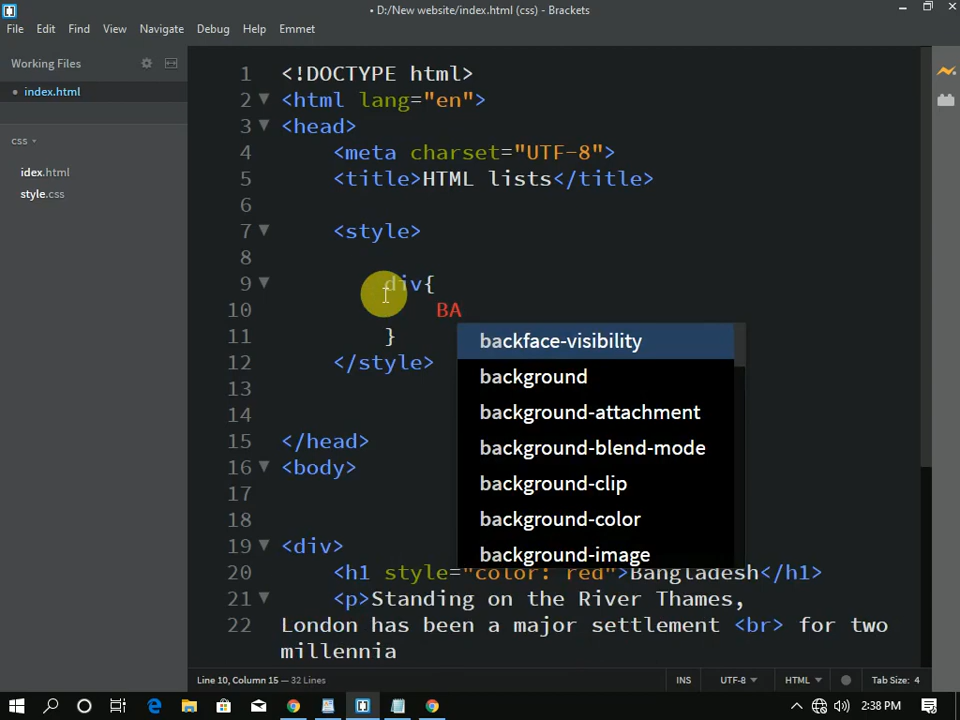 • D:/New website/index.html (css) - Brackets
File Edit Find View Navigate Debug Help Emmet
Working Files
• index.html
css
idex.html
style.css
1 <!DOCTYPE html>
2 <html lang="en">
3 <head>
4 <meta charset="UTF-8">
5 <title>HTML lists</title>
6
7 <style>
8
9 div{
10 BA
11 }
12 </style>
13
14
15 </head>
16 <body>
17
18
19 <div>
20 <h1 style="color: red">Bangladesh</h1>
21 <p>Standing on the River Thames,
22 London has been a major settlement <br> for two
millennia
backface-visibility
background
background-attachment
background-blend-mode
background-clip
background-color
background-image
Line 10, Column 15 — 32 Lines
INS UTF-8 HTML Tab Size: 4
2:38 PM